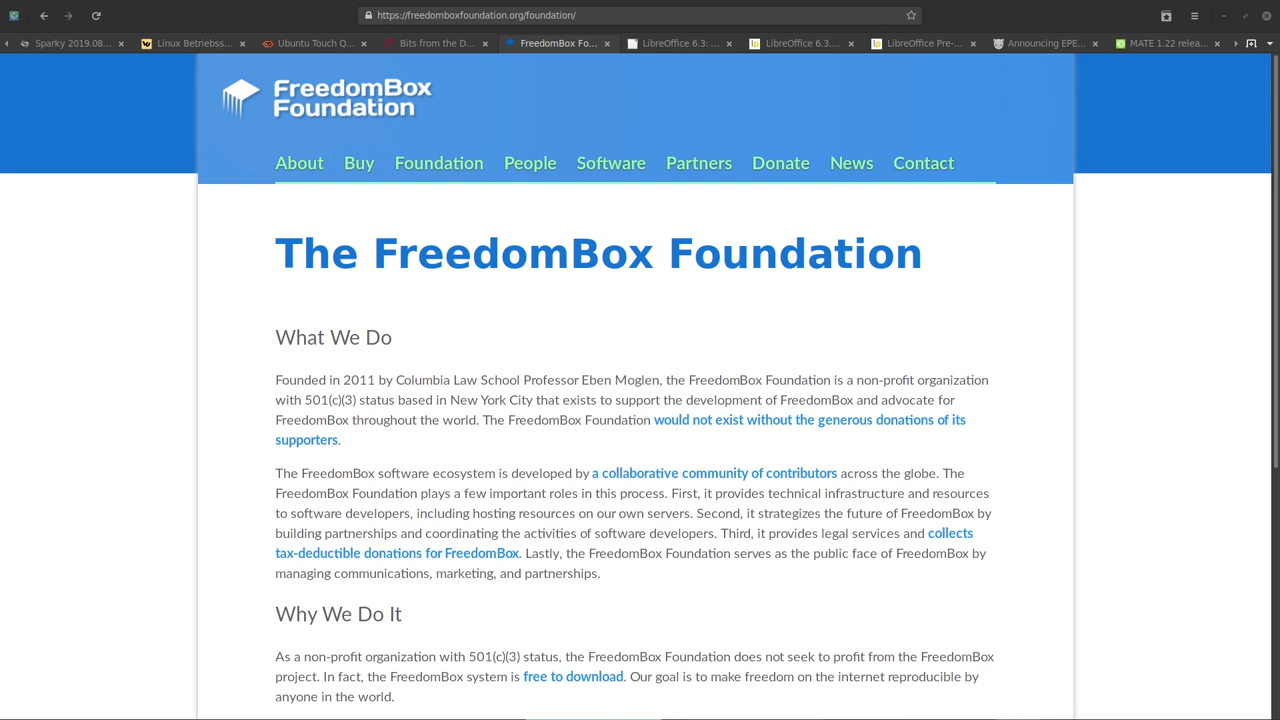 https://freedomboxfoundation.org/foundation/
Sparky 2019.08...
Linux Betriebss...
Ubuntu Touch Q...
Bits from the D...
FreedomBox Fo...
LibreOffice 6.3: ...
LibreOffice 6.3....
LibreOffice Pre-...
Announcing EPE...
MATE 1.22 relea...
FreedomBox
Foundation
About Buy Foundation People Software Partners Donate News Contact
The FreedomBox Foundation
What We Do
Founded in 2011 by Columbia Law School Professor Eben Moglen, the FreedomBox Foundation is a non-profit organization
with 501(c)(3) status based in New York City that exists to support the development of FreedomBox and advocate for
FreedomBox throughout the world. The FreedomBox Foundation would not exist without the generous donations of its
supporters.
The FreedomBox software ecosystem is developed by a collaborative community of contributors across the globe. The
FreedomBox Foundation plays a few important roles in this process. First, it provides technical infrastructure and resources
to software developers, including hosting resources on our own servers. Second, it strategizes the future of FreedomBox by
building partnerships and coordinating the activities of software developers. Third, it provides legal services and collects
tax-deductible donations for FreedomBox. Lastly, the FreedomBox Foundation serves as the public face of FreedomBox by
managing communications, marketing, and partnerships.
Why We Do It
As a non-profit organization with 501(c)(3) status, the FreedomBox Foundation does not seek to profit from the FreedomBox
project. In fact, the FreedomBox system is free to download. Our goal is to make freedom on the internet reproducible by
anyone in the world.